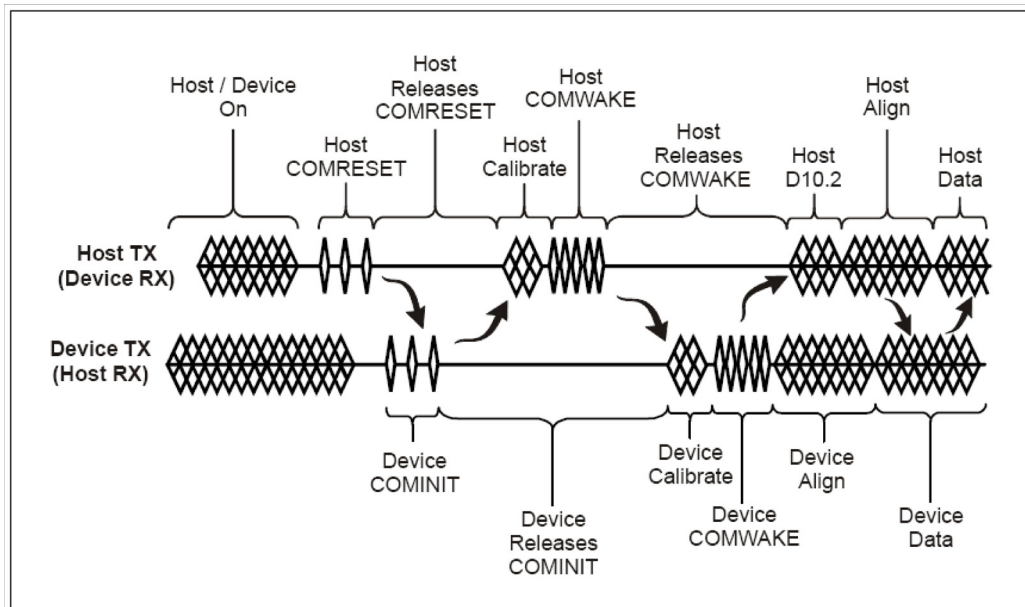 Host / Device
On
Host
COMRESET
Host
Releases
COMRESET
Host
Calibrate
Host
COMWAKE
Host
Releases
COMWAKE
Host
D10.2
Host
Align
Host
Data
Host TX
(Device RX)
Device TX
(Host RX)
Device
COMINIT
Device
Releases
COMINIT
Device
Calibrate
Device
COMWAKE
Device
Align
Device
Data